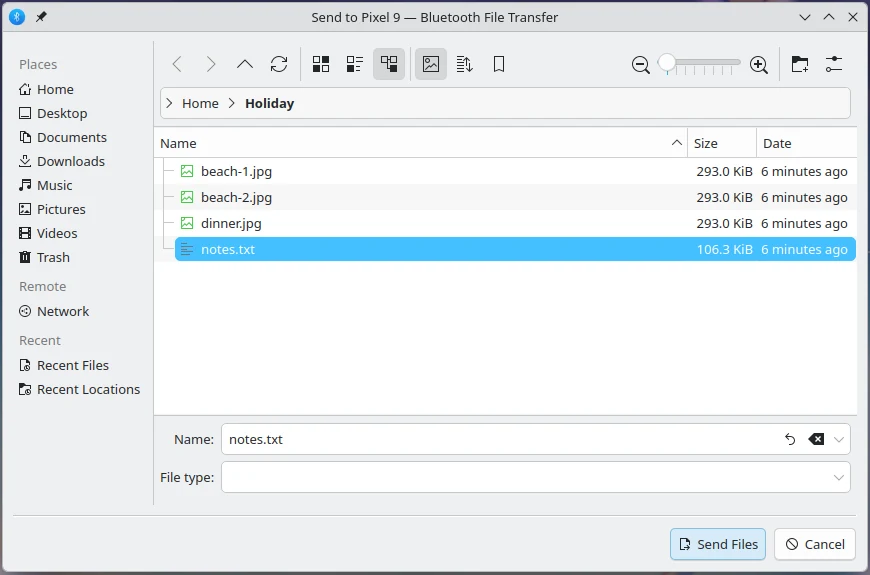 Send to Pixel 9 — Bluetooth File Transfer
Places
Home
Desktop
Documents
Downloads
Music
Pictures
Videos
Trash
Remote
Network
Recent
Recent Files
Recent Locations
Home Holiday
Name Size Date
beach-1.jpg 293.0 KiB 6 minutes ago
beach-2.jpg 293.0 KiB 6 minutes ago
dinner.jpg 293.0 KiB 6 minutes ago
notes.txt 106.3 KiB 6 minutes ago
Name: notes.txt
File type:
Send Files Cancel